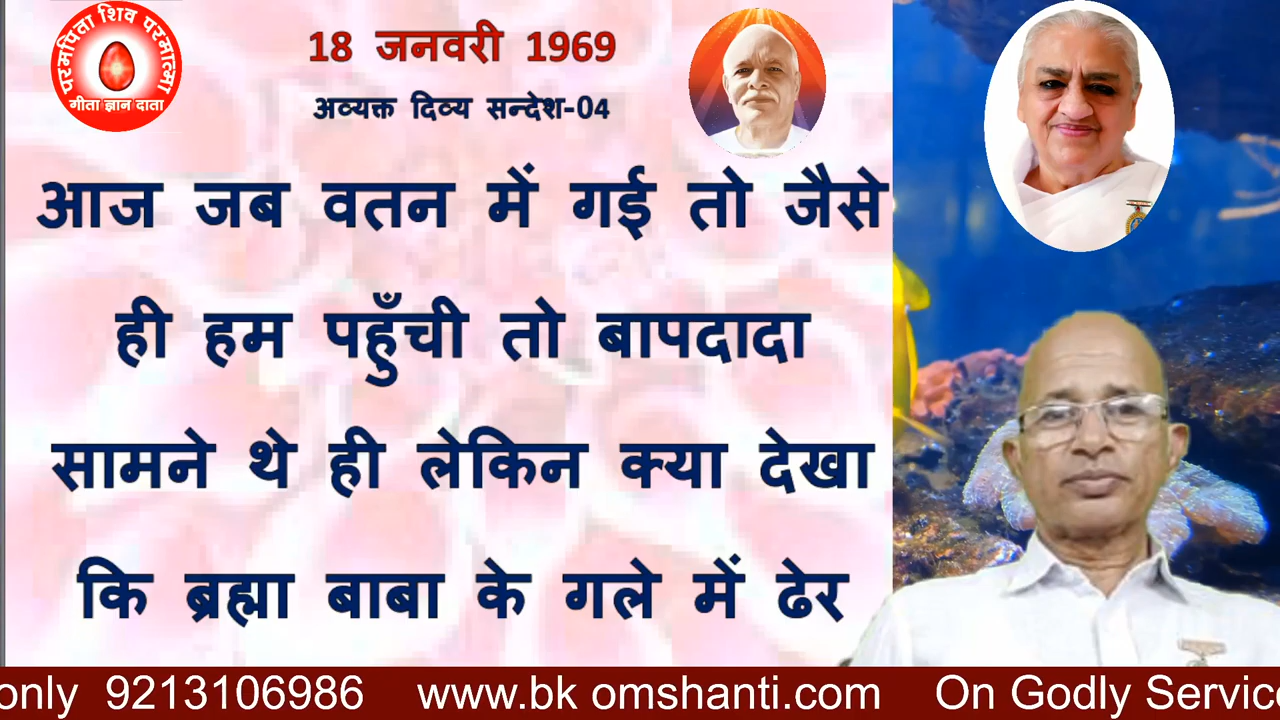 परमपिता शिव परमात्मा
गीता ज्ञान दाता
18 जनवरी 1969
अव्यक्त दिव्य सन्देश-04
आज जब वतन में गई तो जैसे
ही हम पहुँची तो बापदादा
सामने थे ही लेकिन क्या देखा
कि ब्रह्मा बाबा के गले में ढेर
only 9213106986 www.bk omshanti.com On Godly Servic